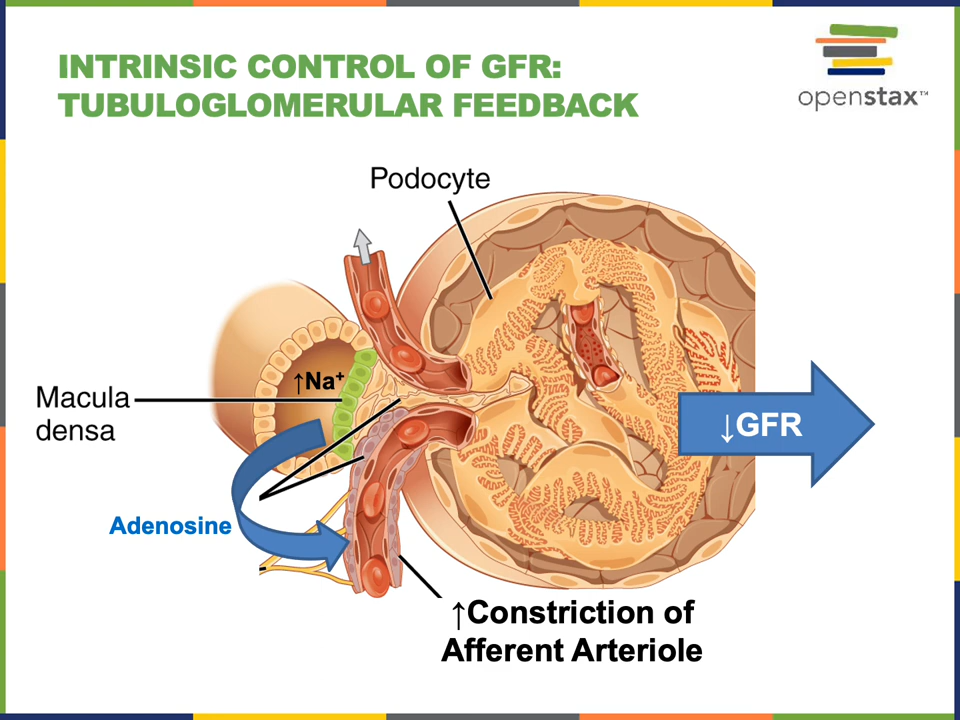 INTRINSIC CONTROL OF GFR:
TUBULOGLOMERULAR FEEDBACK
openstax™
Podocyte
↑Na⁺
Macula
densa
↓GFR
Adenosine
↑Constriction of
Afferent Arteriole